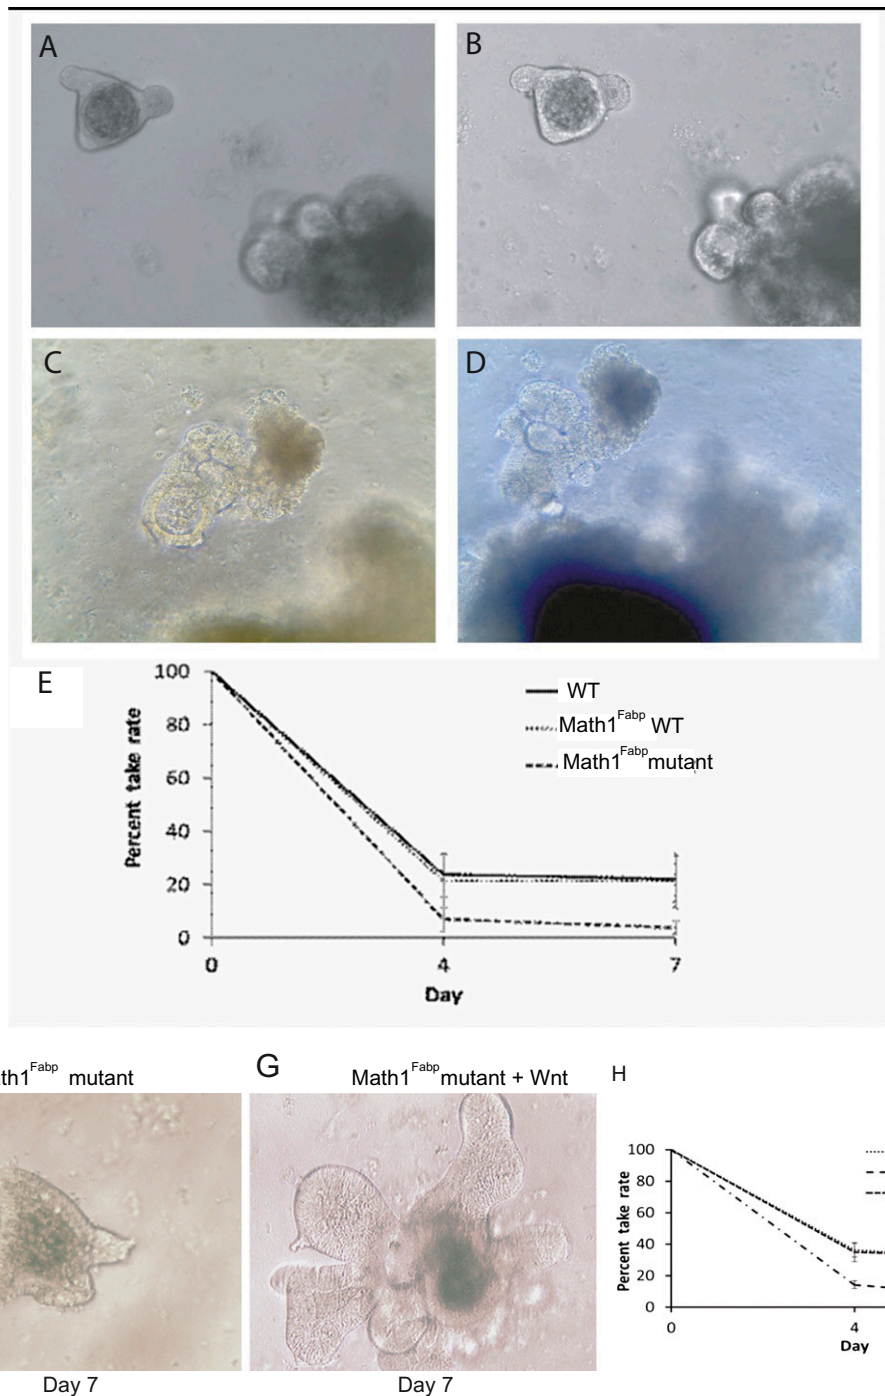 A
B
C
D
E
Percent take rate
100
80
60
40
20
0
0
4
7
Day
WT
Math1Fabp WT
Math1Fabp mutant
th1Fabp mutant
Day 7
G
Math1Fabp mutant + Wnt
Day 7
H
Percent take rate
100
80
60
40
20
0
0
4
Day